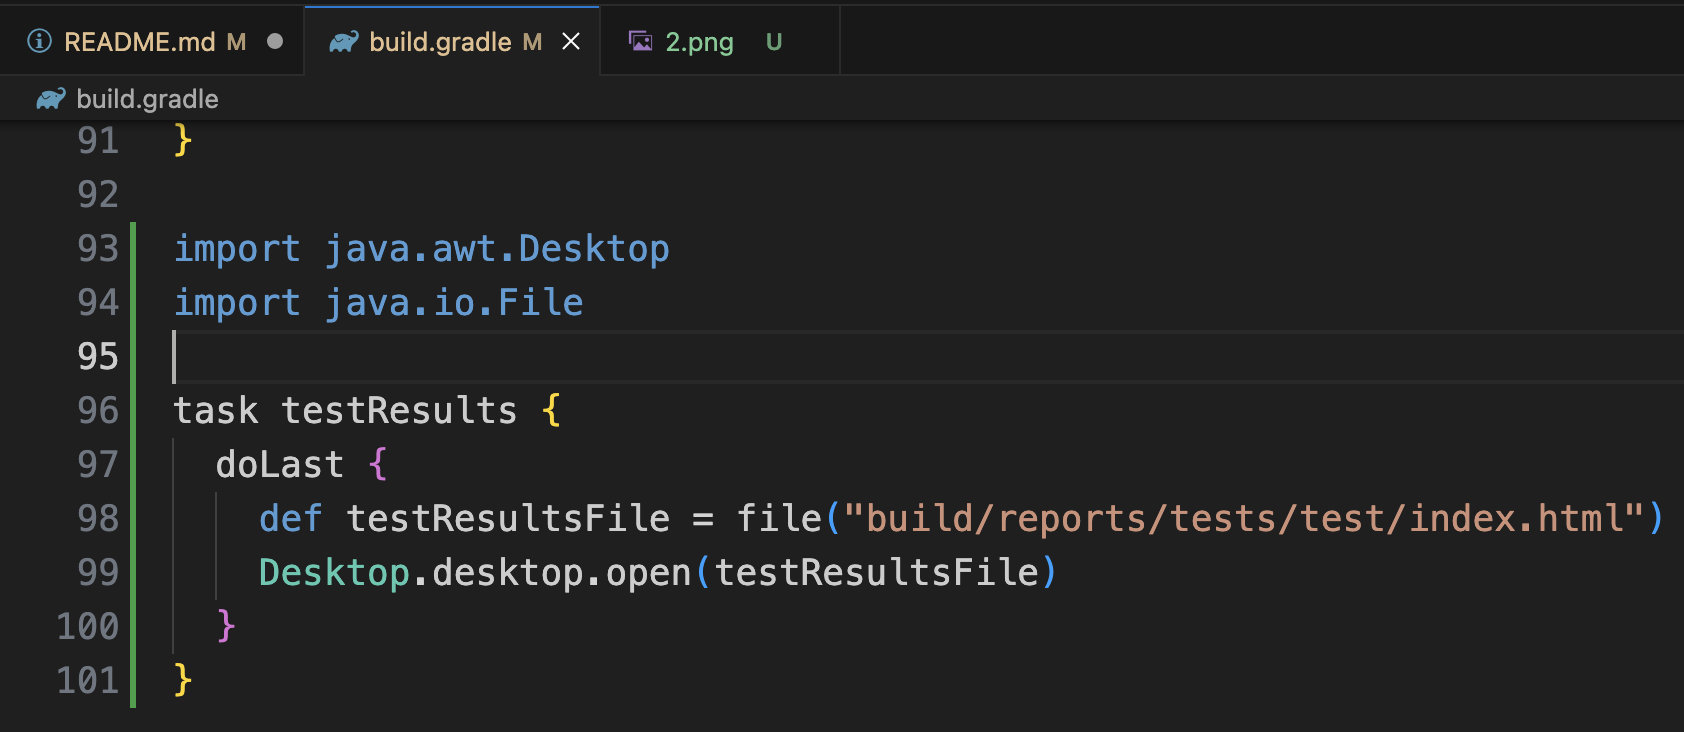 README.md M
build.gradle M
2.png U
build.gradle
91 }
92
93 import java.awt.Desktop
94 import java.io.File
95
96 task testResults {
97 doLast {
98 def testResultsFile = file("build/reports/tests/test/index.html")
99 Desktop.desktop.open(testResultsFile)
100 }
101 }